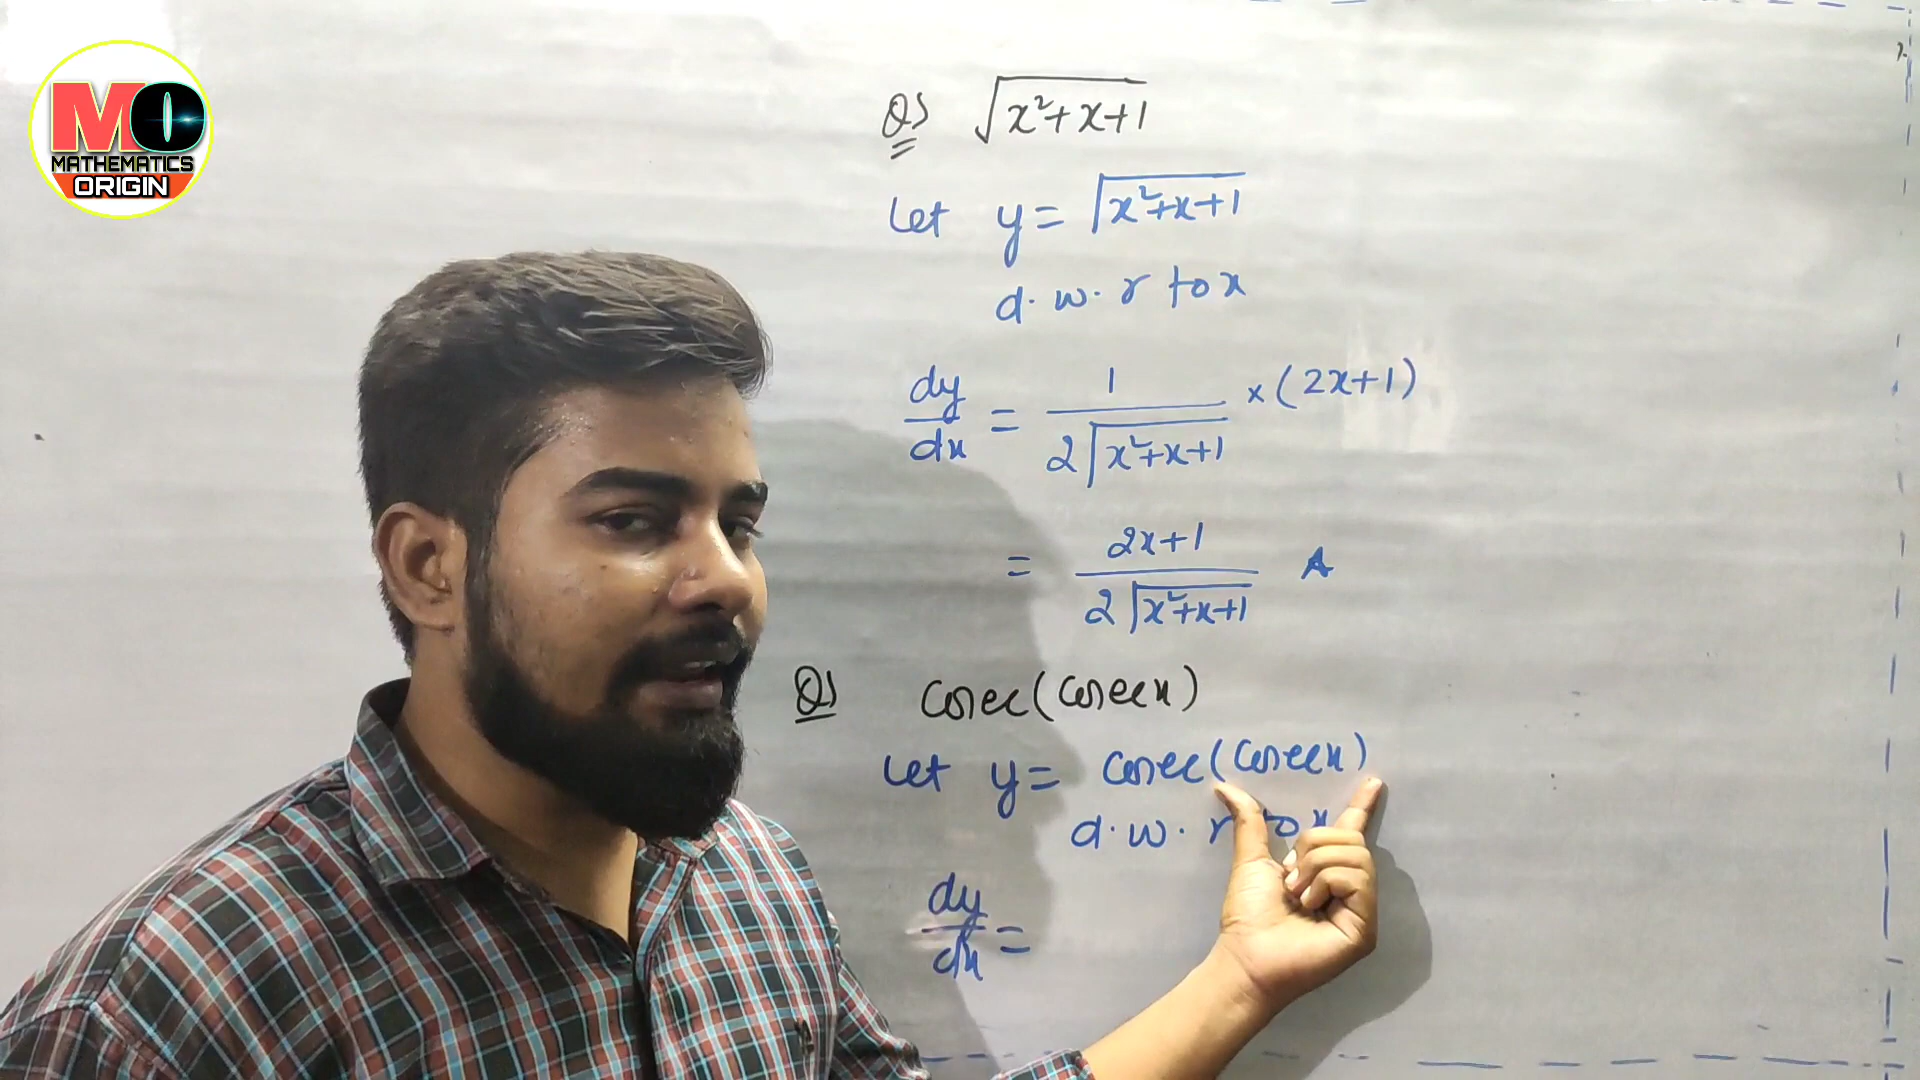 MO
MATHEMATICS
ORIGIN
Q) √x²+x+1
Let y = √x²+x+1
d.w.r to x
dy/dx = 1/2√x²+x+1 × (2x+1)
= 2x+1/2√x²+x+1 A
Q) Cosec(Cosecx)
Let y = Cosec(Cosecx)
d.w.r to x
dy/dx =